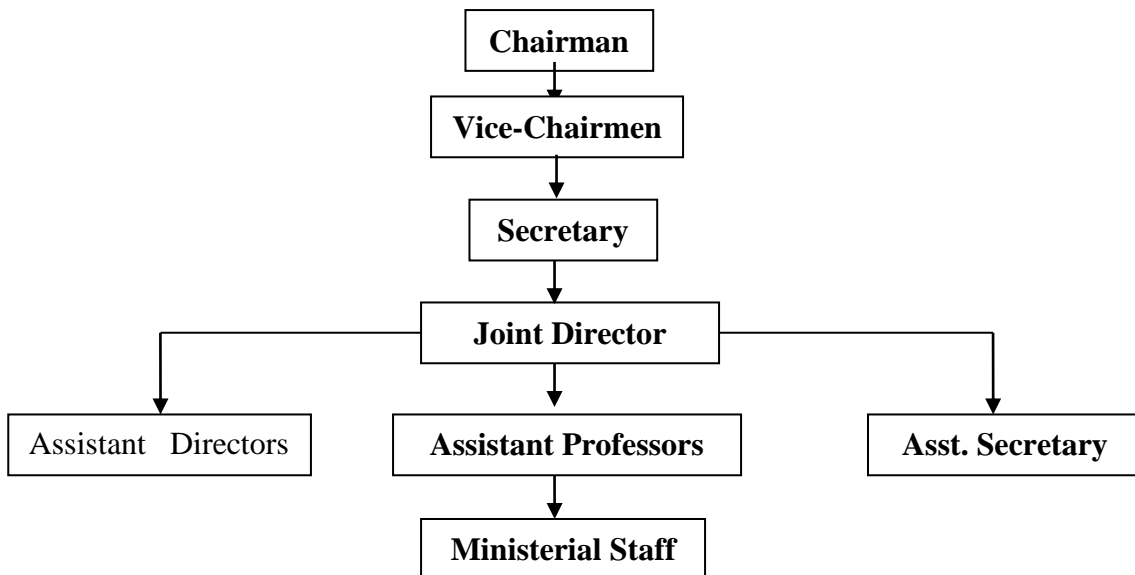 Chairman
Vice-Chairmen
Secretary
Joint Director
Assistant Directors
Assistant Professors
Asst. Secretary
Ministerial Staff